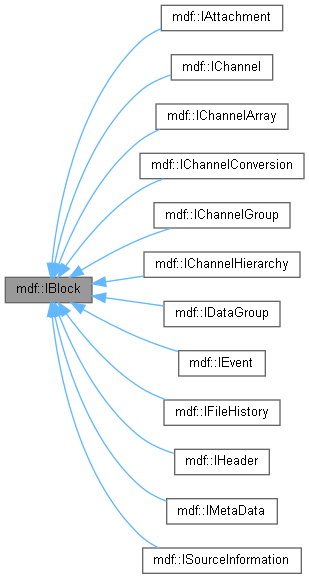 mdf::IAttachment
mdf::IChannel
mdf::IChannelArray
mdf::IChannelConversion
mdf::IChannelGroup
mdf::IChannelHierarchy
mdf::IBlock
mdf::IDataGroup
mdf::IEvent
mdf::IFileHistory
mdf::IHeader
mdf::IMetaData
mdf::ISourceInformation